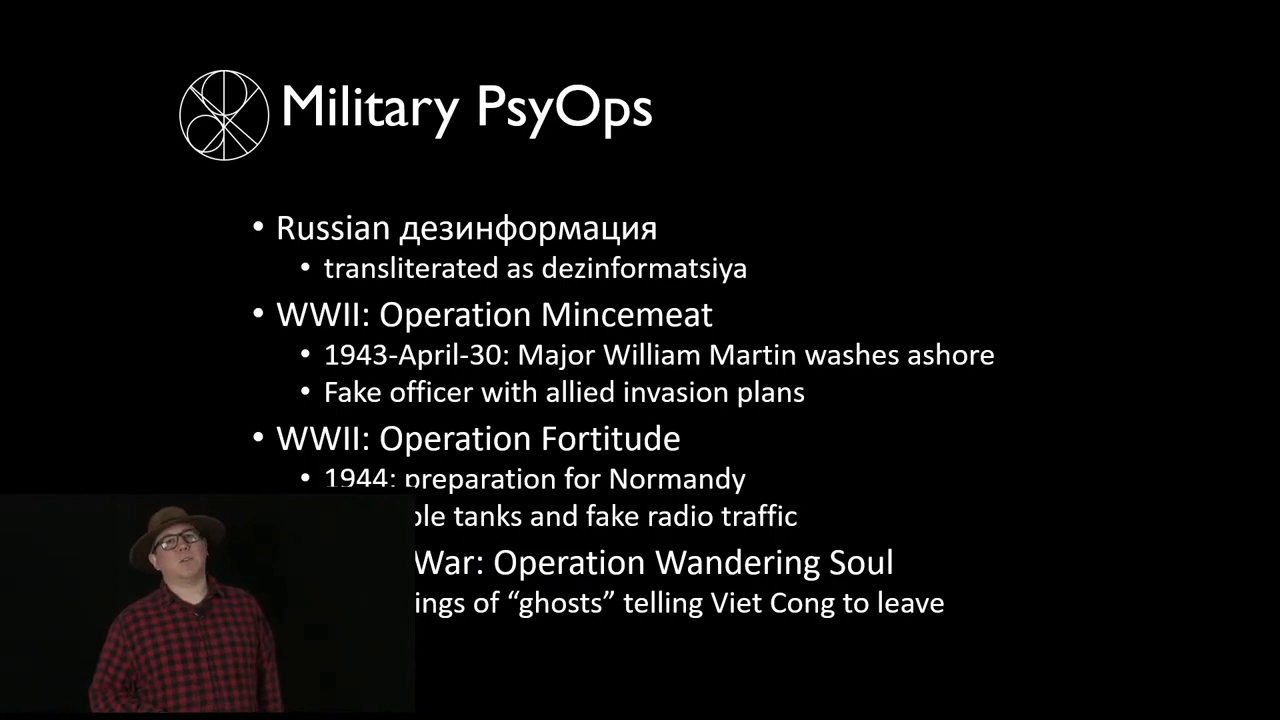 Military PsyOps
• Russian дезинформация
• transliterated as dezinformatsiya
• WWII: Operation Mincemeat
• 1943-April-30: Major William Martin washes ashore
• Fake officer with allied invasion plans
• WWII: Operation Fortitude
• 1944: preparation for Normandy
tanks and fake radio traffic
War: Operation Wandering Soul
of “ghosts” telling Viet Cong to leave